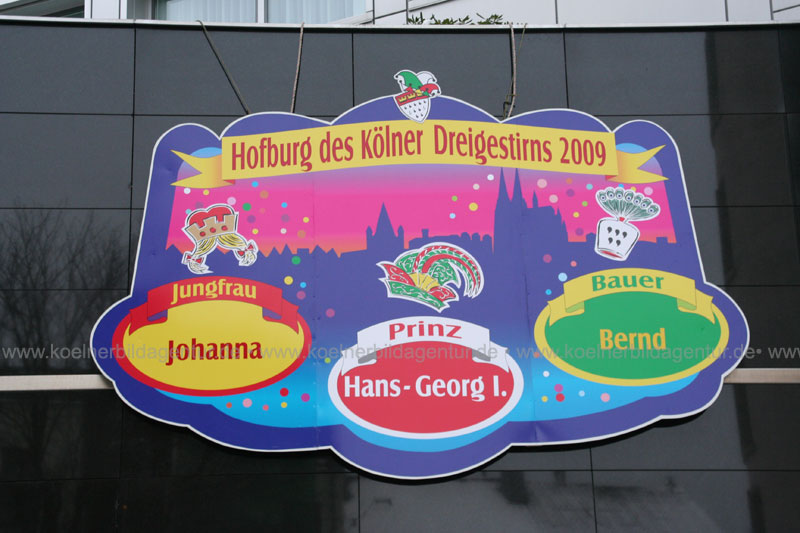 Hofburg des Kölner Dreigestirns 2009
Jungfrau
Johanna
Prinz
Hans-Georg I.
Bauer
Bernd
www.koelnerbildagentur.de www.koelnerbildagentur.de www.koelnerbildagentur.de